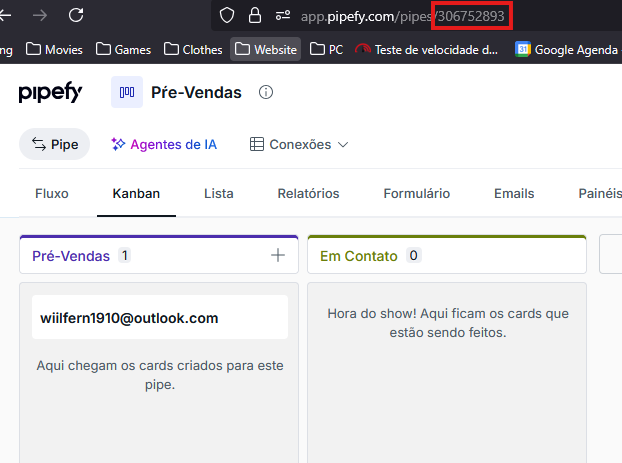 app.pipefy.com/pipes/306752893
ng Movies Games Clothes Website PC Teste de velocidade d... Google Agenda
pipefy Pŕe-Vendas
Pipe Agentes de IA Conexões
Fluxo Kanban Lista Relatórios Formulário Emails Painéis
Pré-Vendas 1 Em Contato 0
wiilfern1910@outlook.com
Aqui chegam os cards criados para este
pipe.
Hora do show! Aqui ficam os cards que
estão sendo feitos.